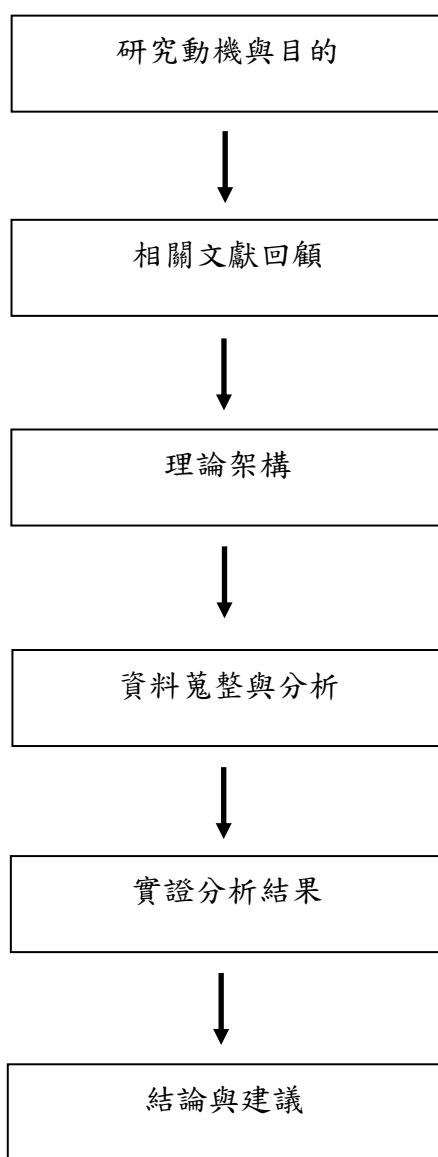 研究動機與目的
相關文獻回顧
理論架構
資料蒐整與分析
實證分析結果
結論與建議